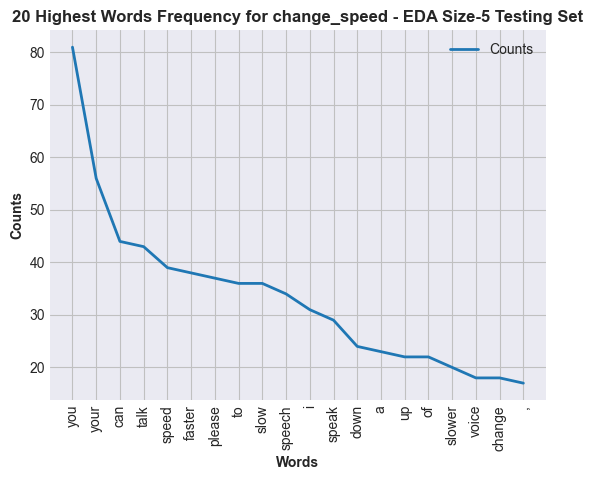 20 Highest Words Frequency for change_speed - EDA Size-5 Testing Set
Counts
80
70
60
50
40
30
20
Counts
you
your
can
talk
speed
faster
please
to
slow
speech
i
speak
down
a
up
of
slower
voice
change
,
Words